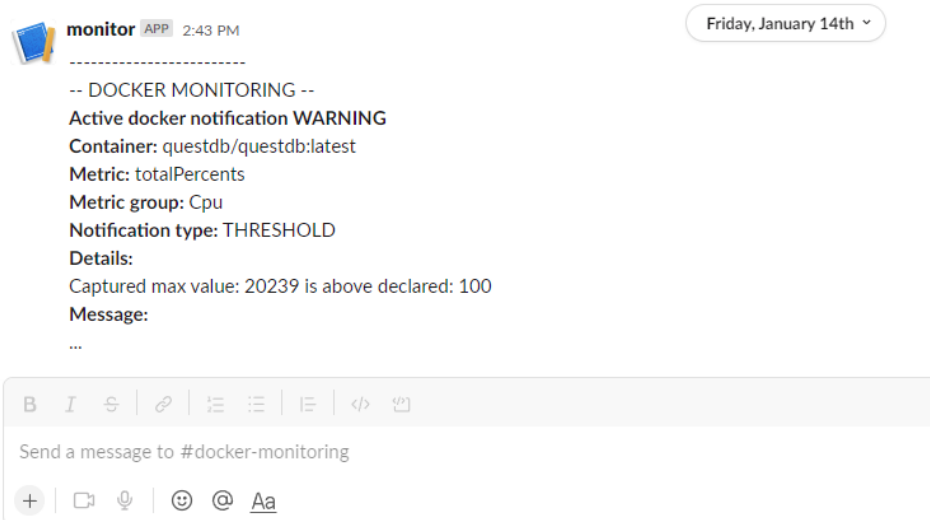 monitor APP 2:43 PM
Friday, January 14th
-------------------------
-- DOCKER MONITORING --
Active docker notification WARNING
Container: questdb/questdb:latest
Metric: totalPercents
Metric group: Cpu
Notification type: THRESHOLD
Details:
Captured max value: 20239 is above declared: 100
Message:
...
B I S </>
Send a message to #docker-monitoring
+ @ Aa